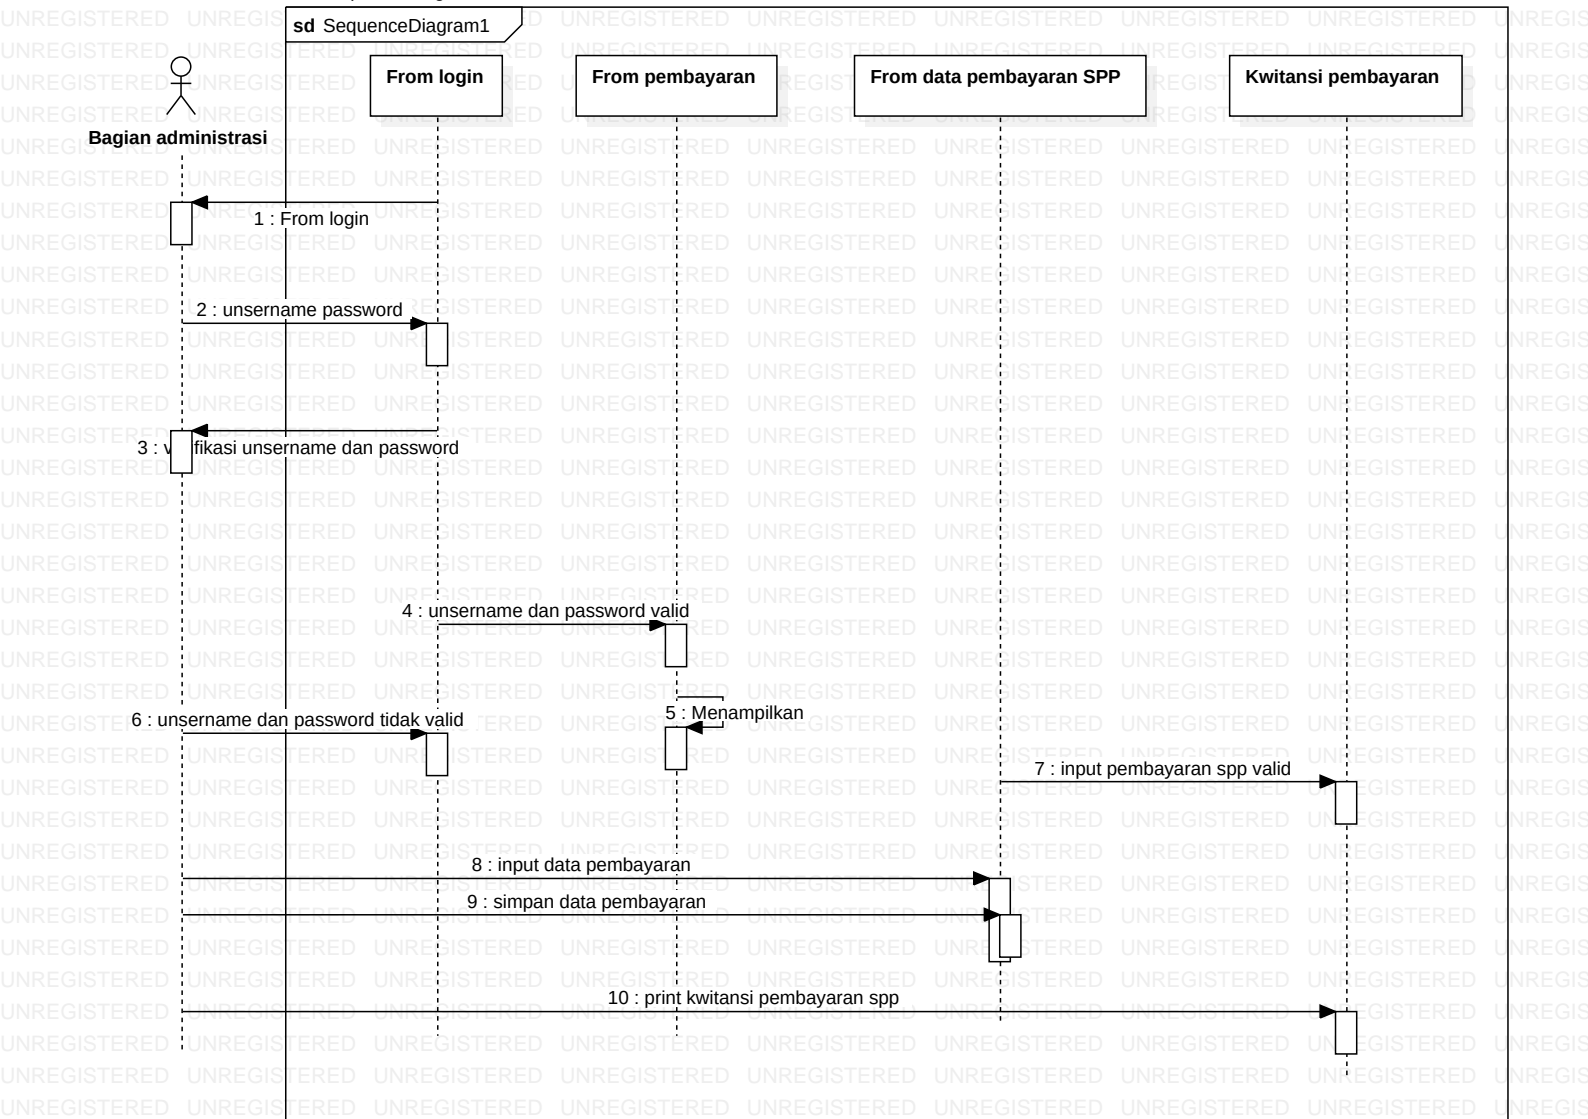 sd SequenceDiagram1
From login
From pembayaran
From data pembayaran SPP
Kwitansi pembayaran
Bagian administrasi
1 : From login
2 : unsername password
3 : v fikasi unsername dan password
4 : unsername dan password valid
5 : Menampilkan
6 : unsername dan password tidak valid
7 : input pembayaran spp valid
8 : input data pembayaran
9 : simpan data pembayaran
10 : print kwitansi pembayaran spp
UNREGISTERED